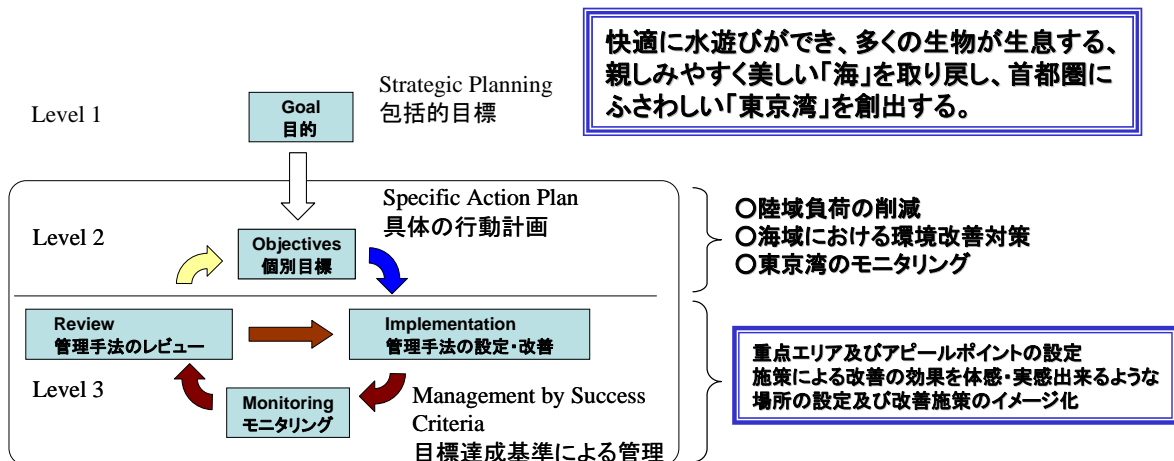 快適に水遊びができ、多くの生物が生息する、
親しみやすく美しい「海」を取り戻し、首都圏に
ふさわしい「東京湾」を創出する。
Level 1
Goal
目的
Strategic Planning
包括的目標
Level 2
Objectives
個別目標
Specific Action Plan
具体の行動計画
○陸域負荷の削減
○海域における環境改善対策
○東京湾のモニタリング
Review
管理手法のレビュー
Implementation
管理手法の設定・改善
Level 3
Monitoring
モニタリング
Management by Success
Criteria
目標達成基準による管理
重点エリア及びアピールポイントの設定
施策による改善の効果を体感・実感出来るような
場所の設定及び改善施策のイメージ化